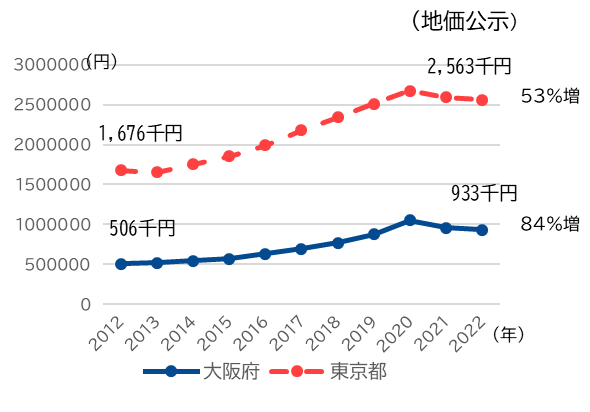 （地価公示）
3000000
(円)
2,563千円
2500000
53%増
2000000
1,676千円
1500000
933千円
1000000
506千円
84%増
500000
0
2012 2013 2014 2015 2016 2017 2018 2019 2020 2021 2022
(年)
大阪府 東京都